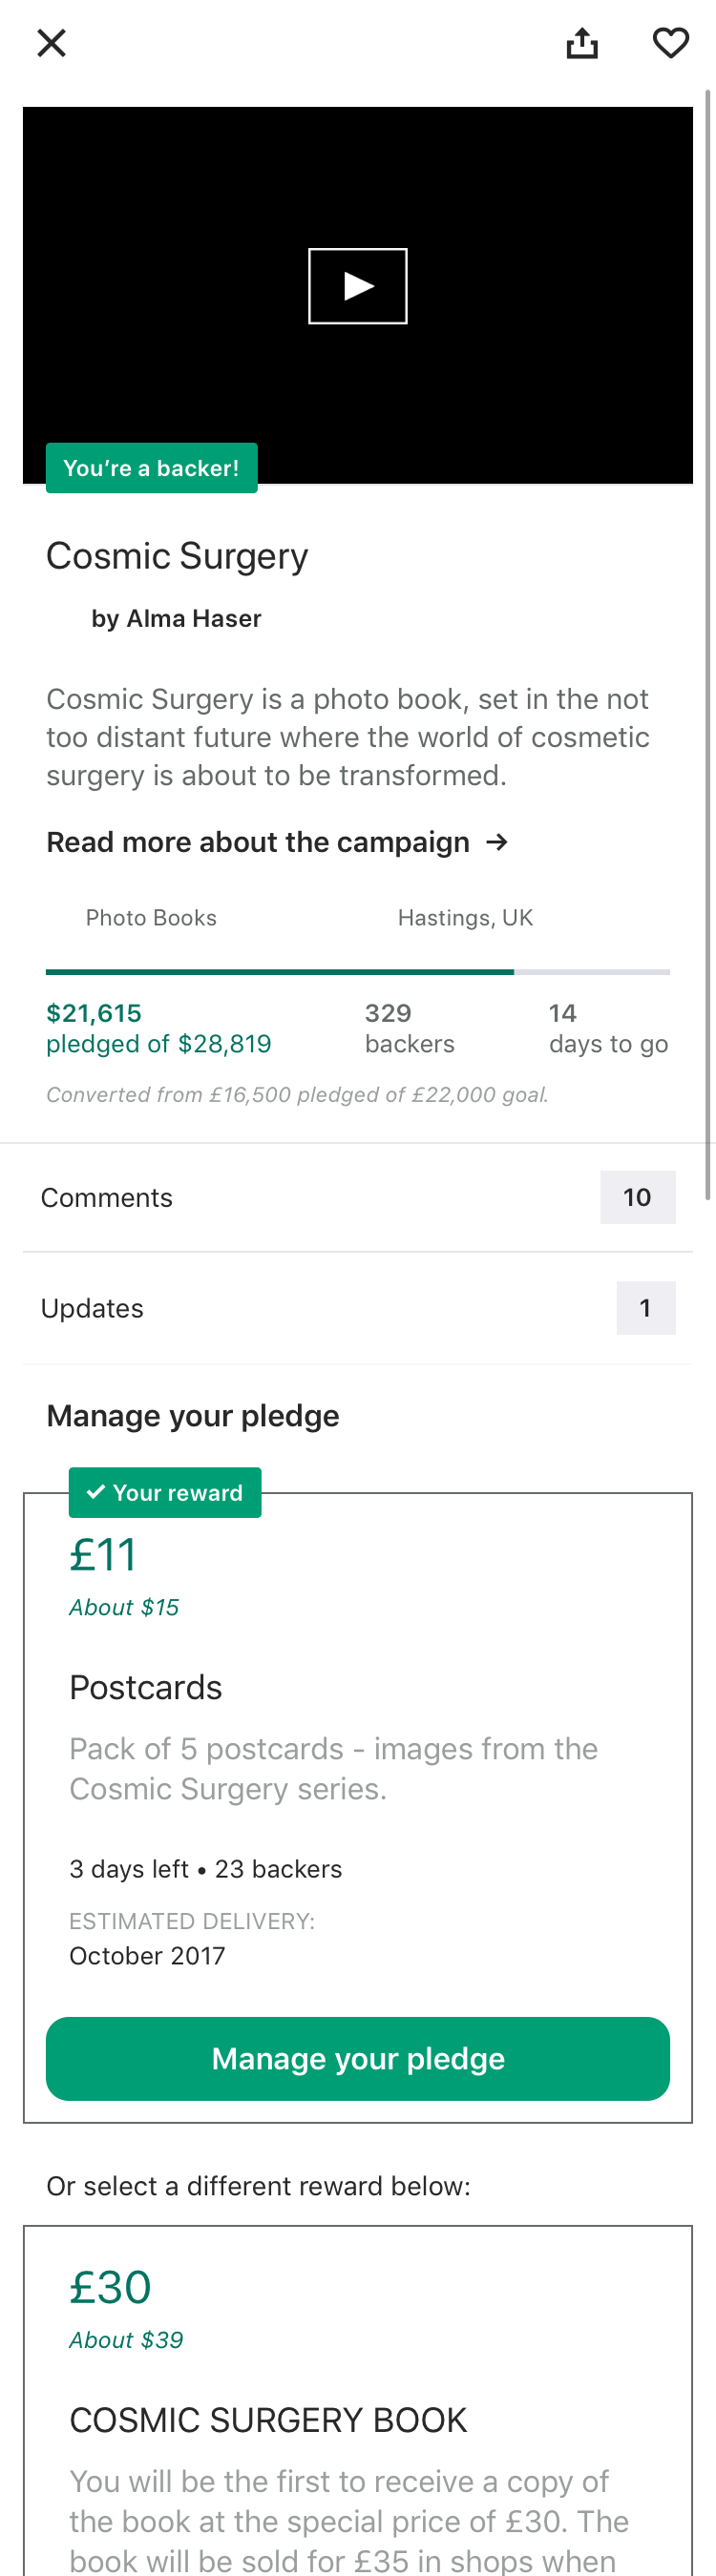 You’re a backer!
Cosmic Surgery
by Alma Haser
Cosmic Surgery is a photo book, set in the not
too distant future where the world of cosmetic
surgery is about to be transformed.
Read more about the campaign →
Photo Books
Hastings, UK
$21,615
pledged of $28,819
329
backers
14
days to go
Converted from £16,500 pledged of £22,000 goal.
Comments
10
Updates
1
Manage your pledge
✓ Your reward
£11
About $15
Postcards
Pack of 5 postcards - images from the
Cosmic Surgery series.
3 days left • 23 backers
ESTIMATED DELIVERY:
October 2017
Manage your pledge
Or select a different reward below:
£30
About $39
COSMIC SURGERY BOOK
You will be the first to receive a copy of
the book at the special price of £30. The
book will be sold for £35 in shops when